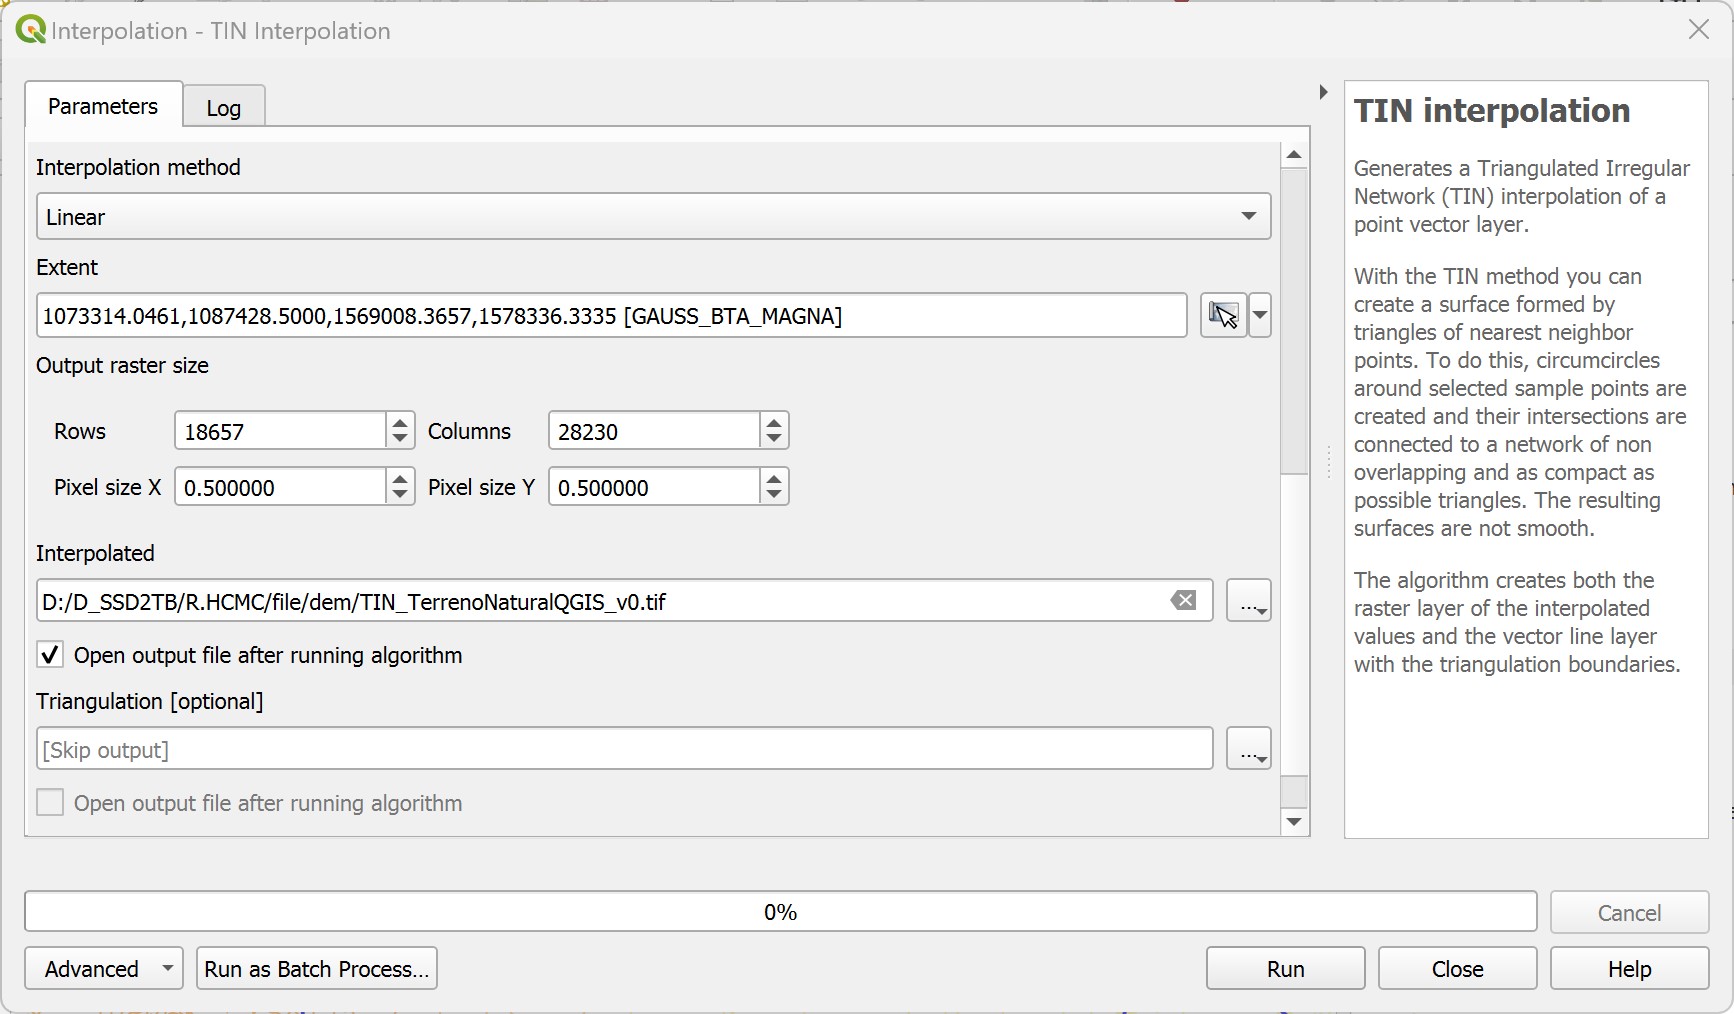 Interpolation - TIN Interpolation
Parameters
Log
Interpolation method
Linear
Extent
1073314.0461,1087428.5000,1569008.3657,1578336.3335 [GAUSS_BTA_MAGNA]
Output raster size
Rows 18657 Columns 28230
Pixel size X 0.500000 Pixel size Y 0.500000
Interpolated
D:/D_SSD2TB/R.HCMC/file/dem/TIN_TerrenoNaturalQGIS_v0.tif
...
Open output file after running algorithm
Triangulation [optional]
[Skip output]
...
Open output file after running algorithm
TIN interpolation
Generates a Triangulated Irregular
Network (TIN) interpolation of a
point vector layer.
With the TIN method you can
create a surface formed by
triangles of nearest neighbor
points. To do this, circumcircles
around selected sample points are
created and their intersections are
connected to a network of non
overlapping and as compact as
possible triangles. The resulting
surfaces are not smooth.
The algorithm creates both the
raster layer of the interpolated
values and the vector line layer
with the triangulation boundaries.
0%
Cancel
Advanced
Run as Batch Process...
Run
Close
Help